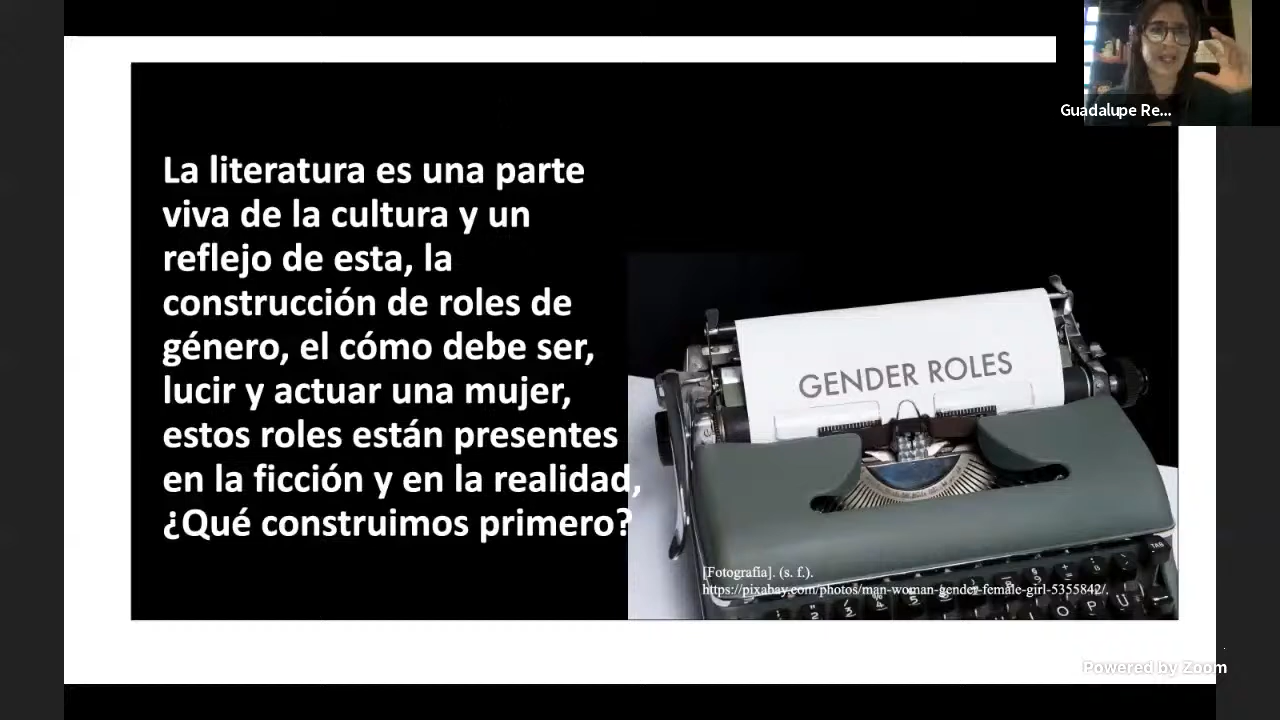 Guadalupe Re...
La literatura es una parte
viva de la cultura y un
reflejo de esta, la
construcción de roles de
género, el cómo debe ser,
lucir y actuar una mujer,
estos roles están presentes
en la ficción y en la realidad,
¿Qué construimos primero?
GENDER ROLES
[Fotografía]. (s. f.).
https://pixabay.com/photos/man-woman-gender-female-girl-5355842/.
TAB
I O P Ü
Powered by Zoom